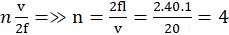 n v/2f =≫ n = 2fl/v = 2.40.1/20 = 4